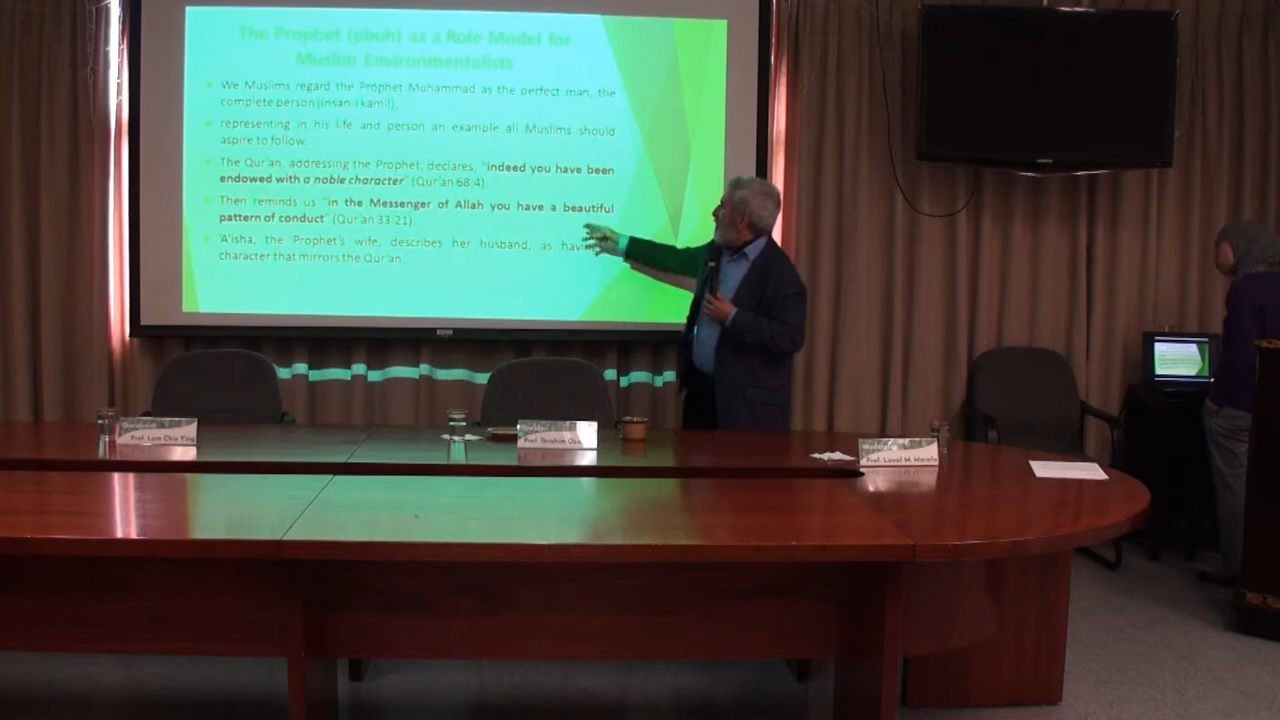 The Prophet (pbuh) as a Role Model for
Muslim Environmentalists
We Muslims regard the Prophet Muhammad as the perfect man, the
complete person (insan i kamil),
representing in his life and person an example all Muslims should
aspire to follow.
The Qur'an, addressing the Prophet, declares, "indeed you have been
endowed with a noble character" (Qur'an 68:4).
Then reminds us "in the Messenger of Allah you have a beautiful
pattern of conduct" (Qur'an 33:21).
'A'isha, the Prophet's wife, describes her husband, as
character that mirrors the Qur'an.
Prof. Lam Chiu Ying
Prof. Ibrahim
Prof.